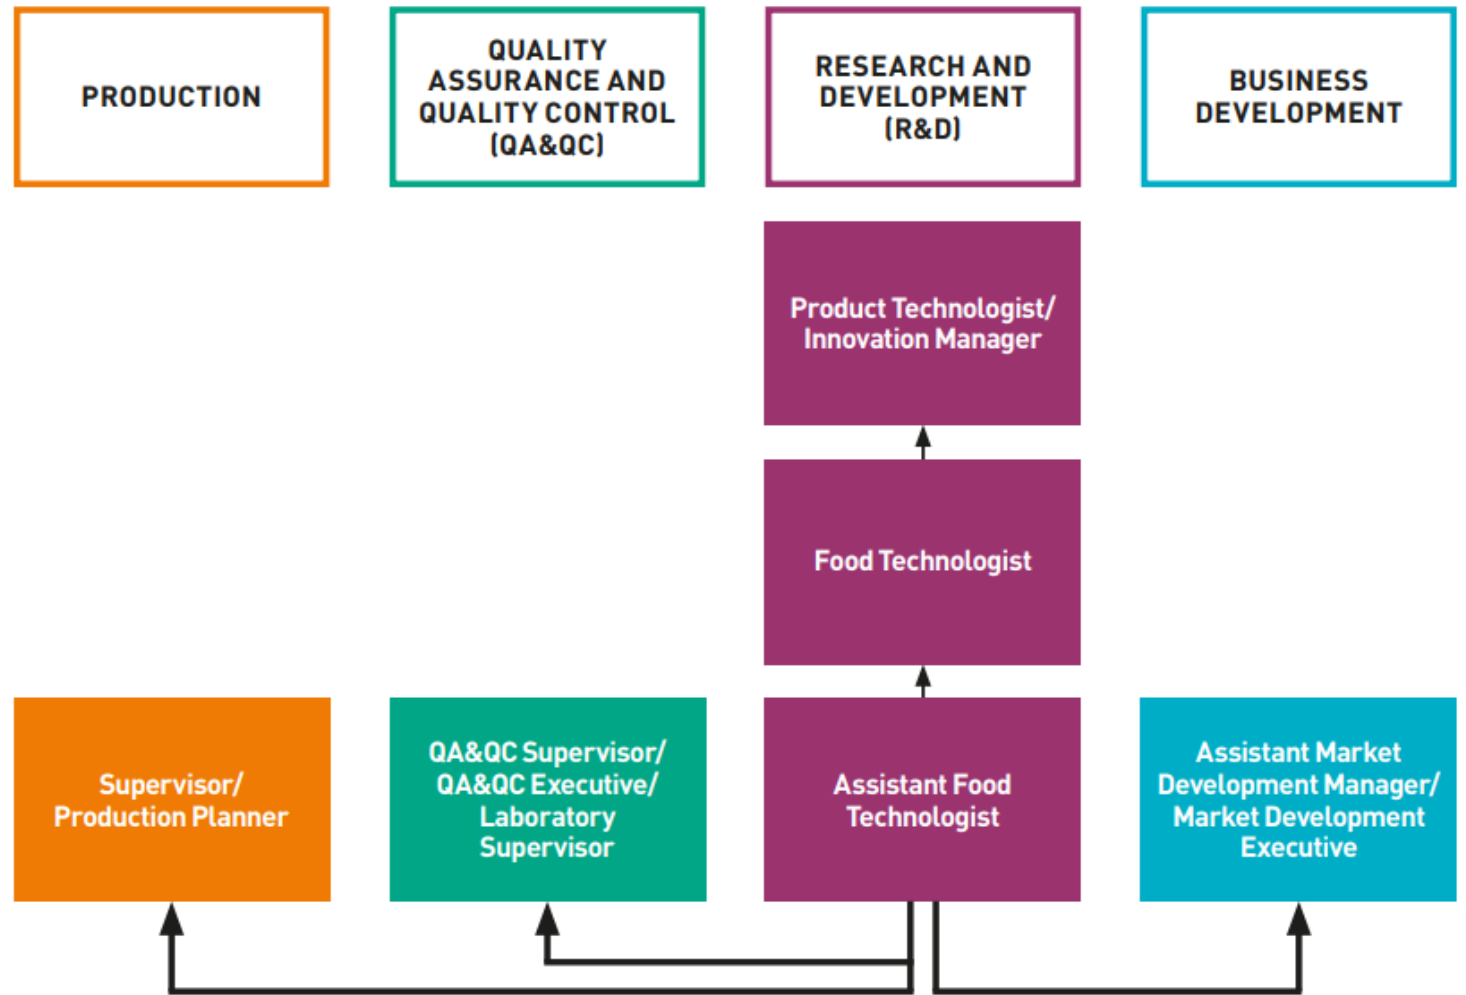 PRODUCTION
QUALITY
ASSURANCE AND
QUALITY CONTROL
(QA&QC)
RESEARCH AND
DEVELOPMENT
(R&D)
BUSINESS
DEVELOPMENT
Product Technologist/
Innovation Manager
Food Technologist
Supervisor/
Production Planner
QA&QC Supervisor/
QA&QC Executive/
Laboratory
Supervisor
Assistant Food
Technologist
Assistant Market
Development Manager/
Market Development
Executive